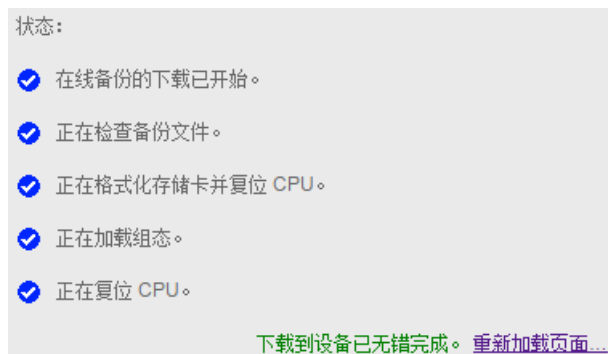 状态：
在线备份的下载已开始。
正在检查备份文件。
正在格式化存储卡并复位 CPU。
正在加载组态。
正在复位 CPU。
下载到设备已无错完成。 重新加载页面...